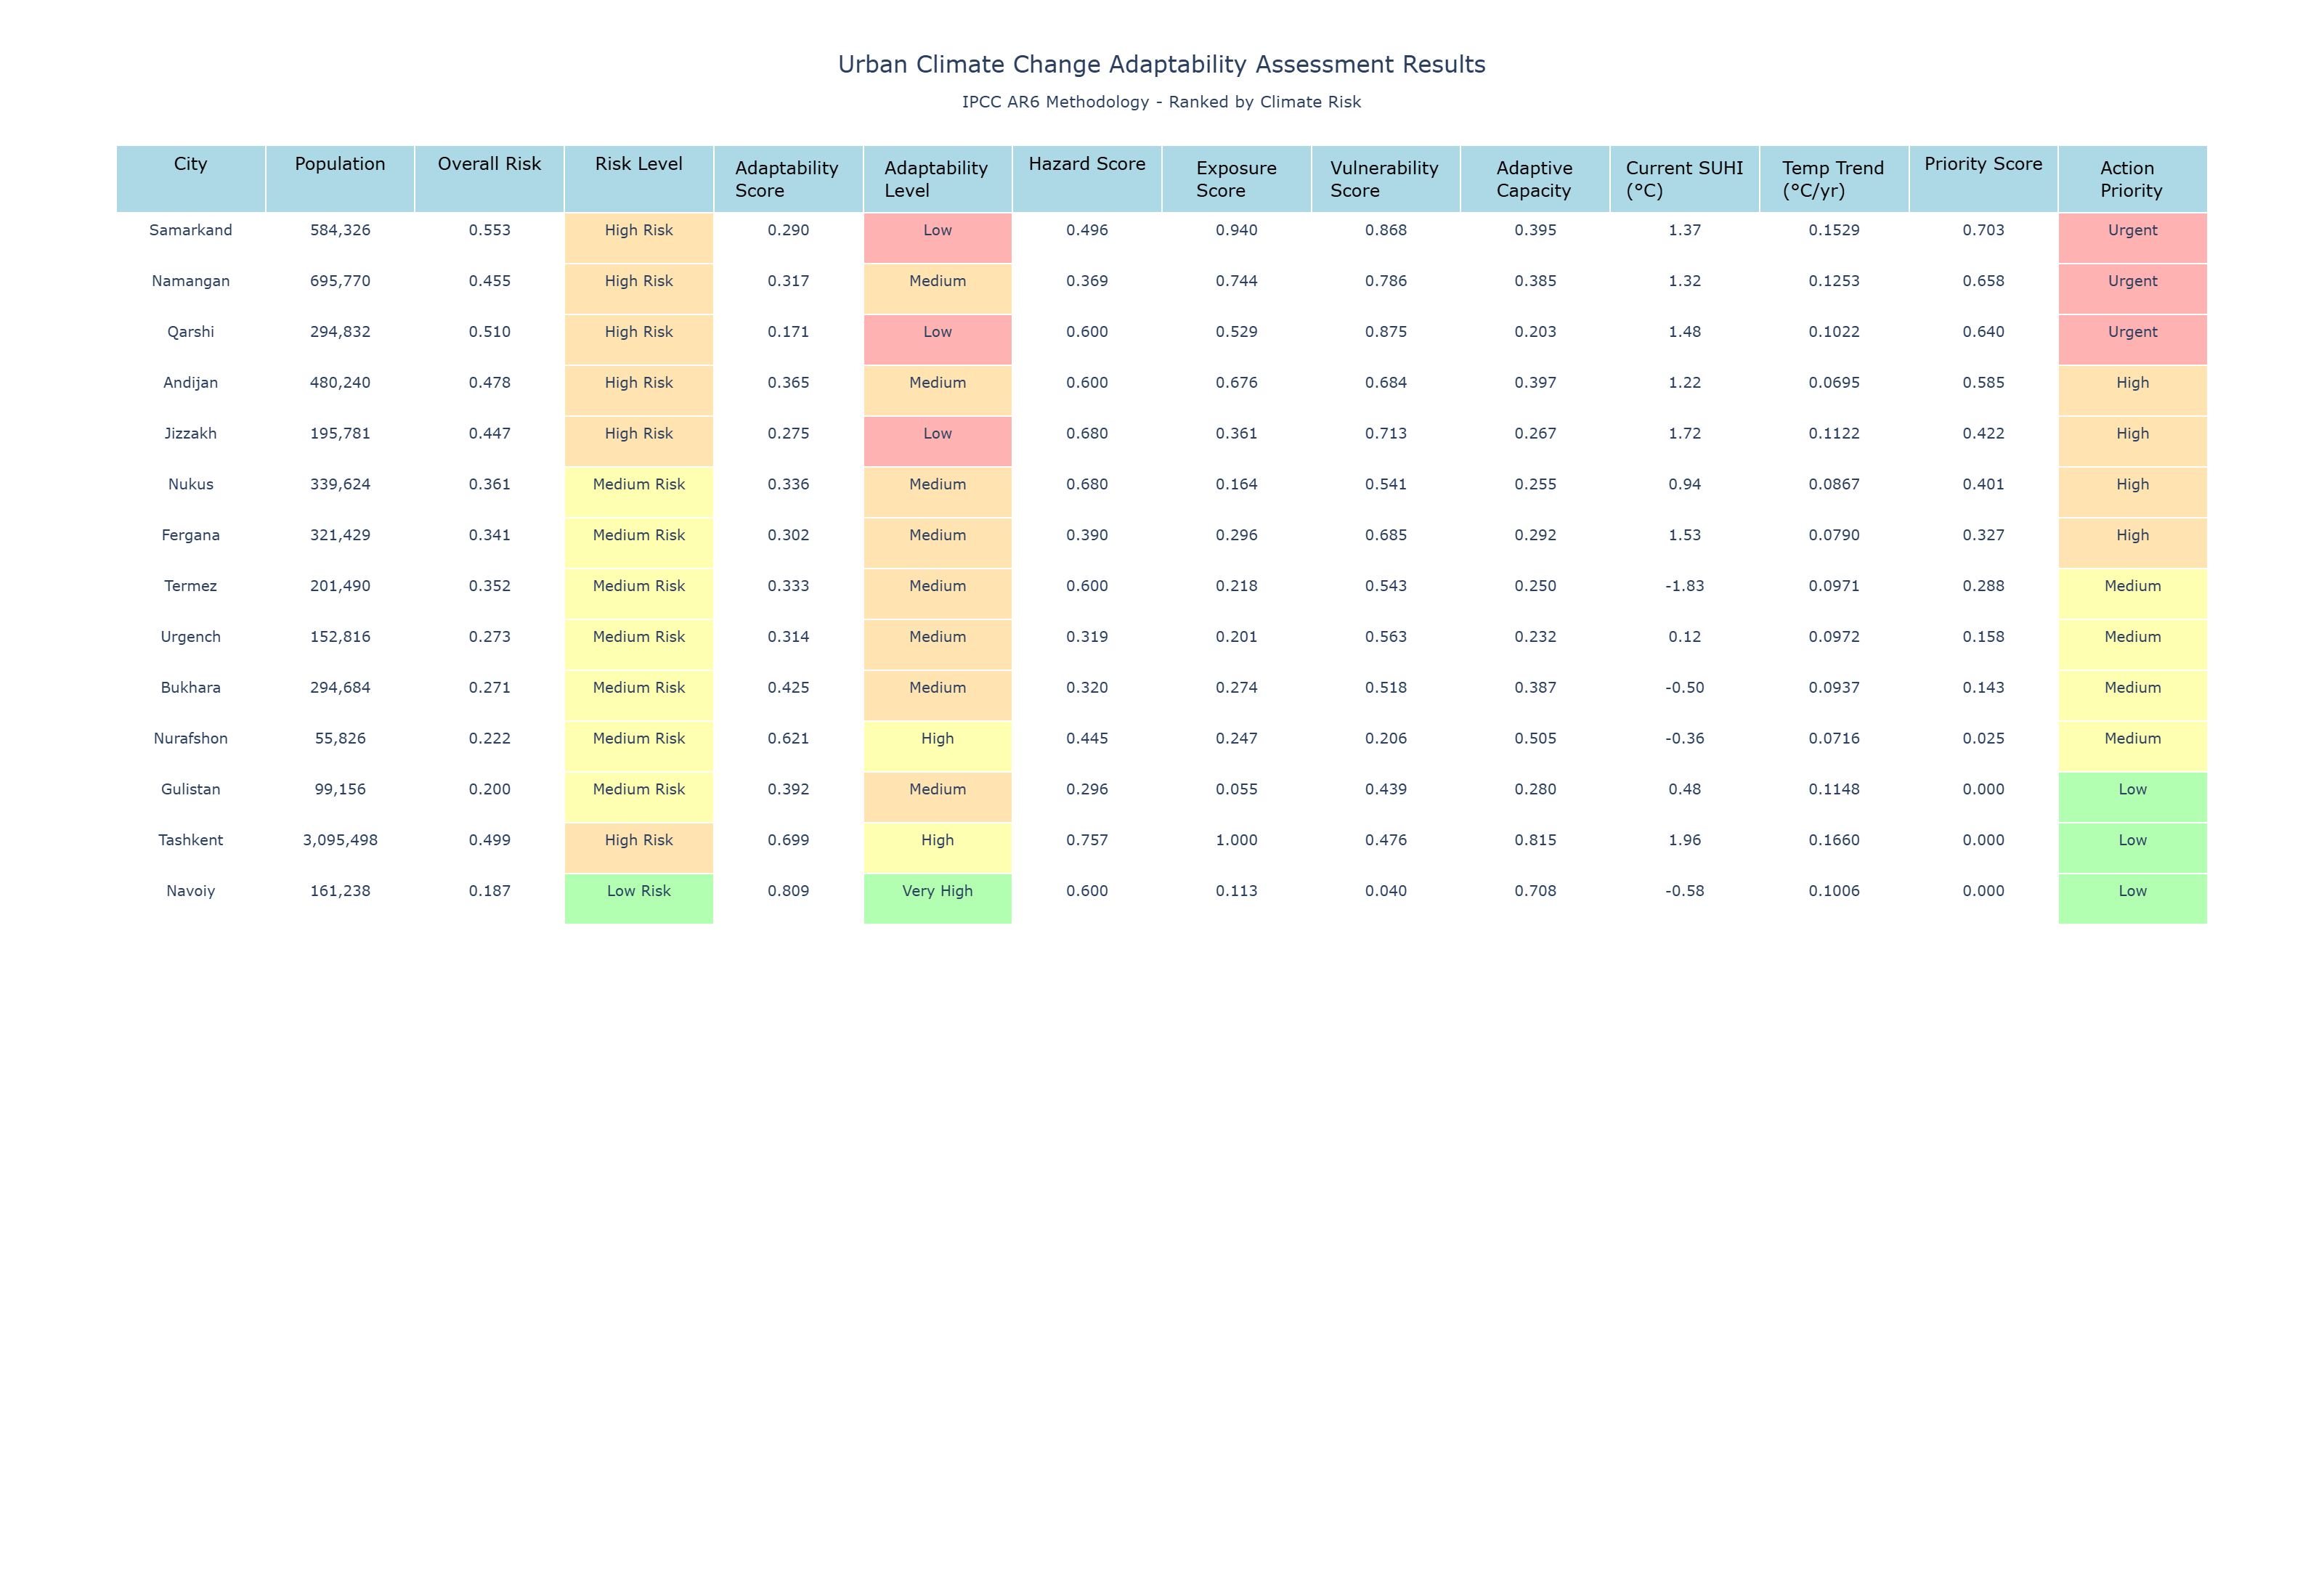 Urban Climate Change Adaptability Assessment Results
IPCC AR6 Methodology - Ranked by Climate Risk
City Population Overall Risk Risk Level Adaptability Score Adaptability Level Hazard Score Exposure Score Vulnerability Score Adaptive Capacity Current SUHI (°C) Temp Trend (°C/yr) Priority Score Action Priority
Samarkand 584,326 0.553 High Risk 0.290 Low 0.496 0.940 0.868 0.395 1.37 0.1529 0.703 Urgent
Namangan 695,770 0.455 High Risk 0.317 Medium 0.369 0.744 0.786 0.385 1.32 0.1253 0.658 Urgent
Qarshi 294,832 0.510 High Risk 0.171 Low 0.600 0.529 0.875 0.203 1.48 0.1022 0.640 Urgent
Andijan 480,240 0.478 High Risk 0.365 Medium 0.600 0.676 0.684 0.397 1.22 0.0695 0.585 High
Jizzakh 195,781 0.447 High Risk 0.275 Low 0.680 0.361 0.713 0.267 1.72 0.1122 0.422 High
Nukus 339,624 0.361 Medium Risk 0.336 Medium 0.680 0.164 0.541 0.255 0.94 0.0867 0.401 High
Fergana 321,429 0.341 Medium Risk 0.302 Medium 0.390 0.296 0.685 0.292 1.53 0.0790 0.327 High
Termez 201,490 0.352 Medium Risk 0.333 Medium 0.600 0.218 0.543 0.250 -1.83 0.0971 0.288 Medium
Urgench 152,816 0.273 Medium Risk 0.314 Medium 0.319 0.201 0.563 0.232 0.12 0.0972 0.158 Medium
Bukhara 294,684 0.271 Medium Risk 0.425 Medium 0.320 0.274 0.518 0.387 -0.50 0.0937 0.143 Medium
Nurafshon 55,826 0.222 Medium Risk 0.621 High 0.445 0.247 0.206 0.505 -0.36 0.0716 0.025 Medium
Gulistan 99,156 0.200 Medium Risk 0.392 Medium 0.296 0.055 0.439 0.280 0.48 0.1148 0.000 Low
Tashkent 3,095,498 0.499 High Risk 0.699 High 0.757 1.000 0.476 0.815 1.96 0.1660 0.000 Low
Navoiy 161,238 0.187 Low Risk 0.809 Very High 0.600 0.113 0.040 0.708 -0.58 0.1006 0.000 Low